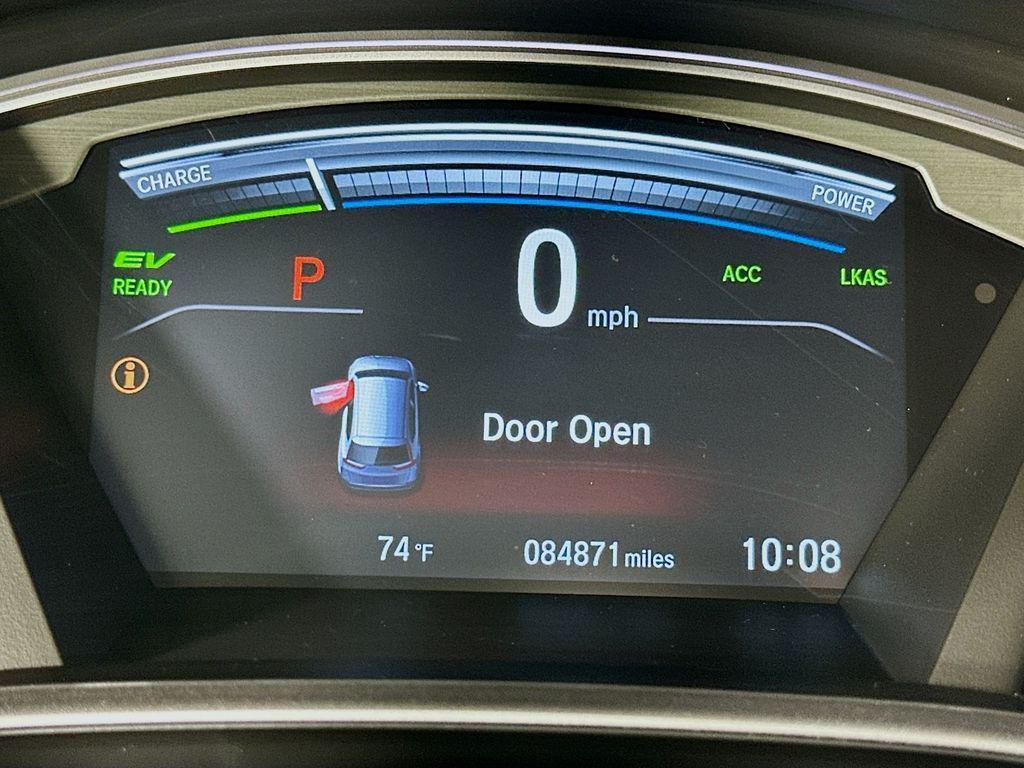 CHARGE
POWER
EV
READY
P
0 mph
ACC
LKAS
i
Door Open
74 °F
084871 miles
10:08